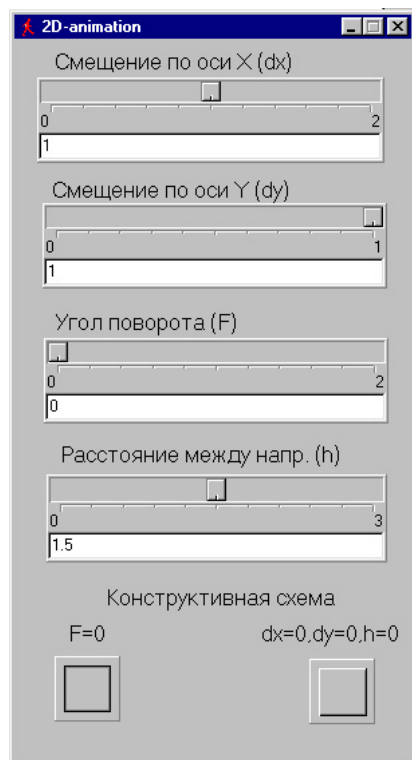 2D-animation
Смещение по оси X (dx)
0 2
1
Смещение по оси Y (dy)
0 1
1
Угол поворота (F)
0 2
0
Расстояние между напр. (h)
0 3
1.5
Конструктивная схема
F=0 dx=0,dy=0,h=0